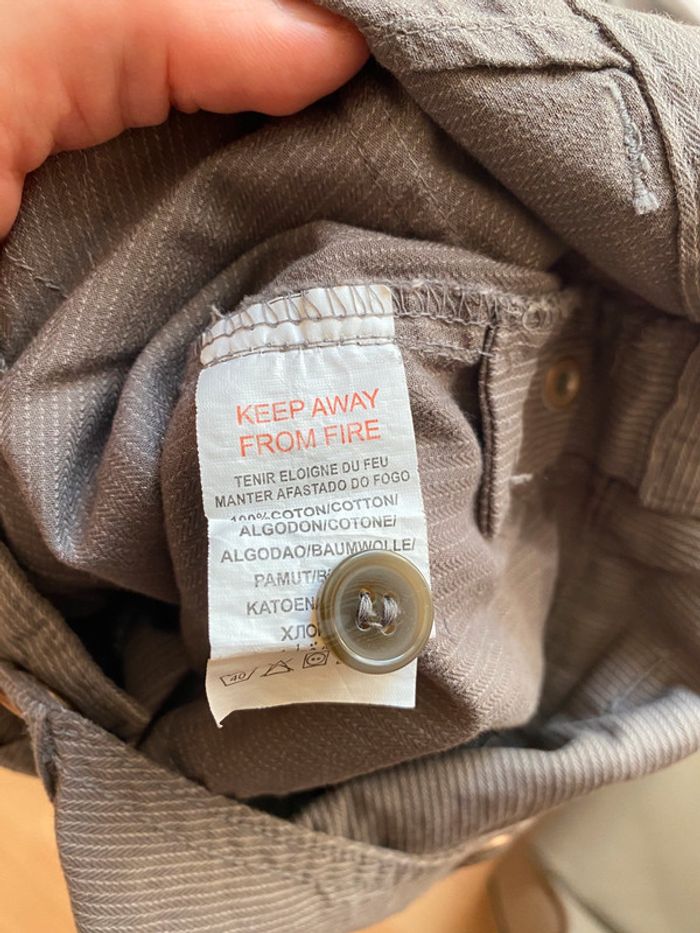 KEEP AWAY
FROM FIRE
TENIR ELOIGNE DU FEU
MANTER AFASTADO DO FOGO
100%COTON/COTTON/
ALGODON/COTONE/
ALGODAO/BAUMWOLLE/
PAMUT/
KATOEN/
40